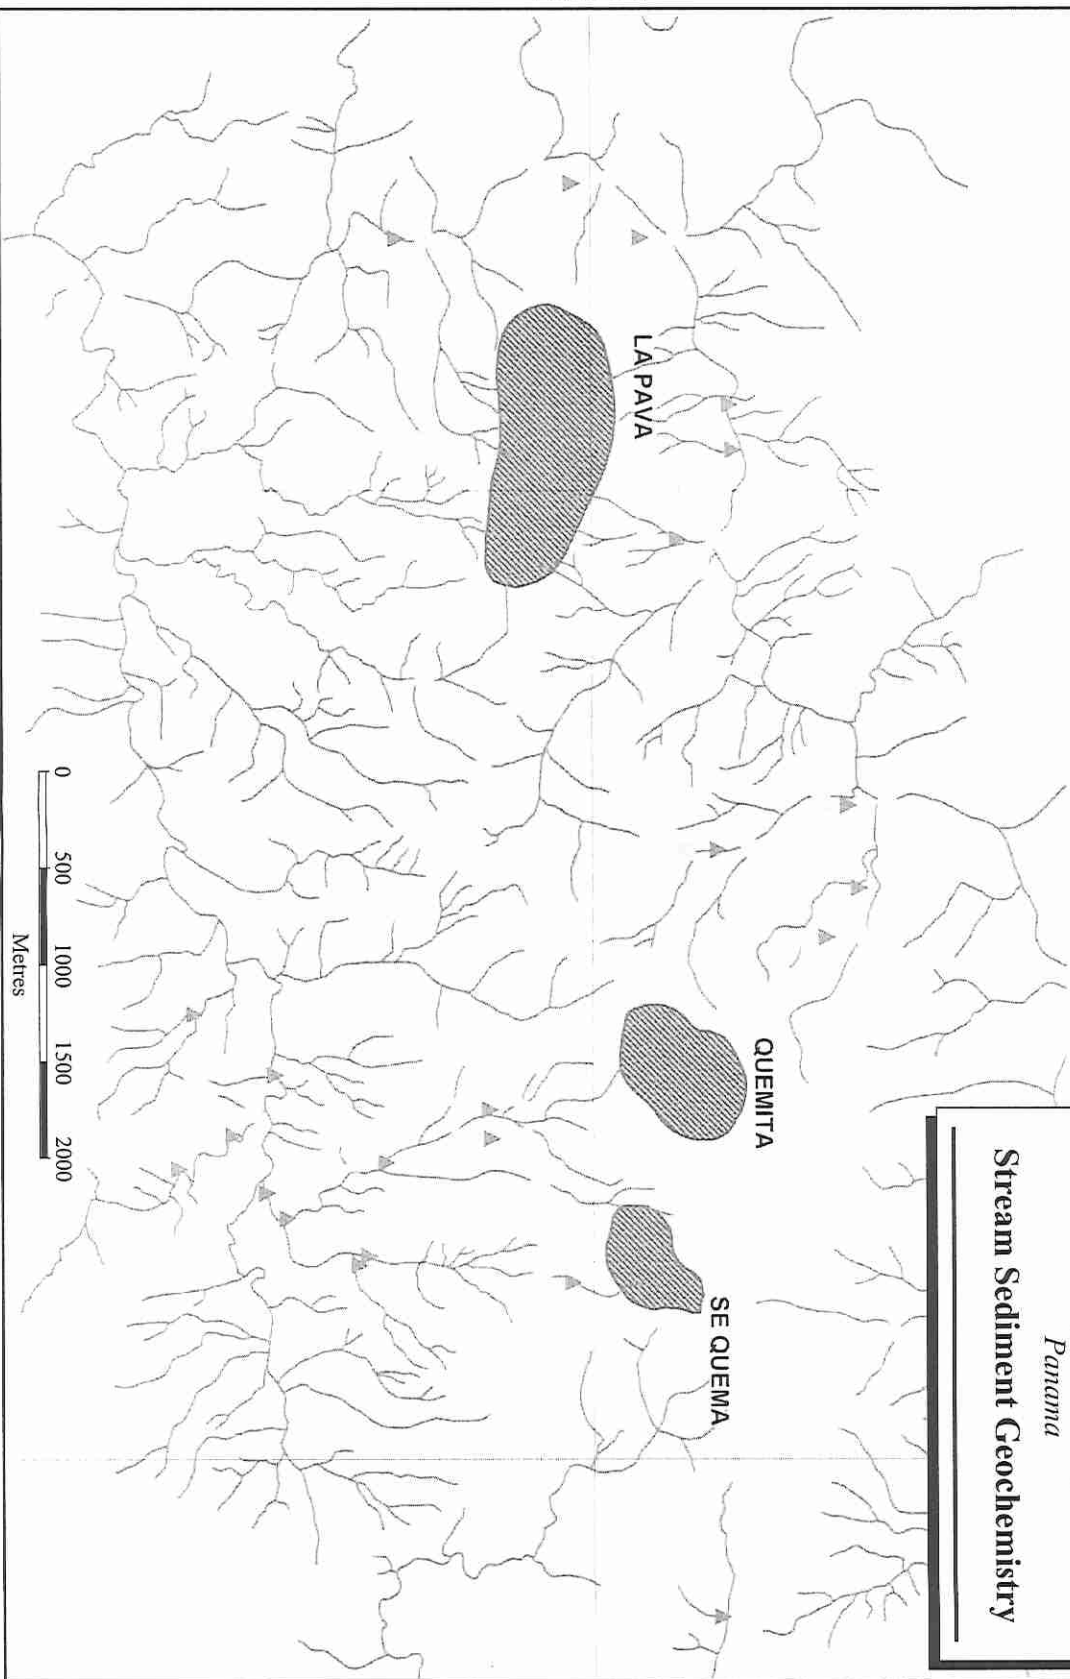 Panama
Stream Sediment Geochemistry
LA PAVA
QUEMITA
SE QUEMA
0 500 1000 1500 2000
Metres